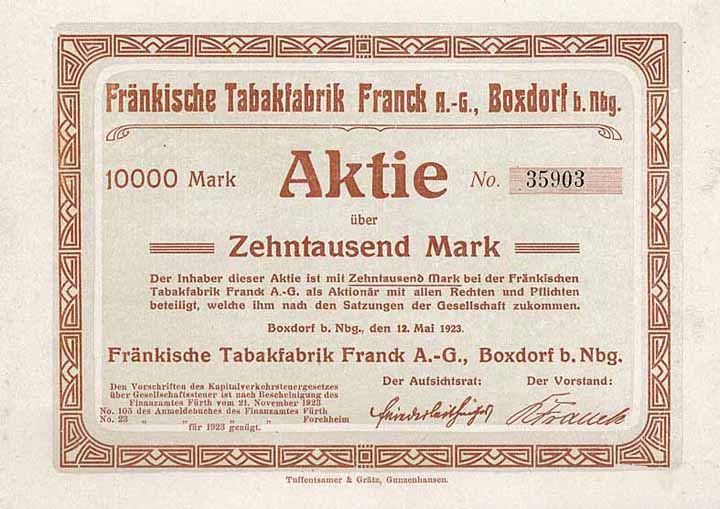 Fränkische Tabakfabrik Franck A.-G., Boxdorf b. Nbg.
10000 Mark Aktie No. 35903
über
Zehntausend Mark
Der Inhaber dieser Aktie ist mit Zehntausend Mark bei der Fränkischen
Tabakfabrik Franck A.-G. als Aktionär mit allen Rechten und Pflichten
beteiligt, welche ihm nach den Satzungen der Gesellschaft zukommen.
Boxdorf b. Nbg., den 12. Mai 1923.
Fränkische Tabakfabrik Franck A.-G., Boxdorf b. Nbg.
Den Vorschriften des Kapitalverkehrsteuergesetzes
über Gesellschaftssteuer ist nach Bescheinigung des
Finanzamtes Fürth vom 21. November 1923
No. 105 des Anmeldebuches des Finanzamtes Fürth
No. 23 „ „ „ „ Forchheim
für 1923 genügt.
Der Aufsichtsrat:
Der Vorstand:
Franck
Tuffentsamer & Grätz, Gunzenhausen.